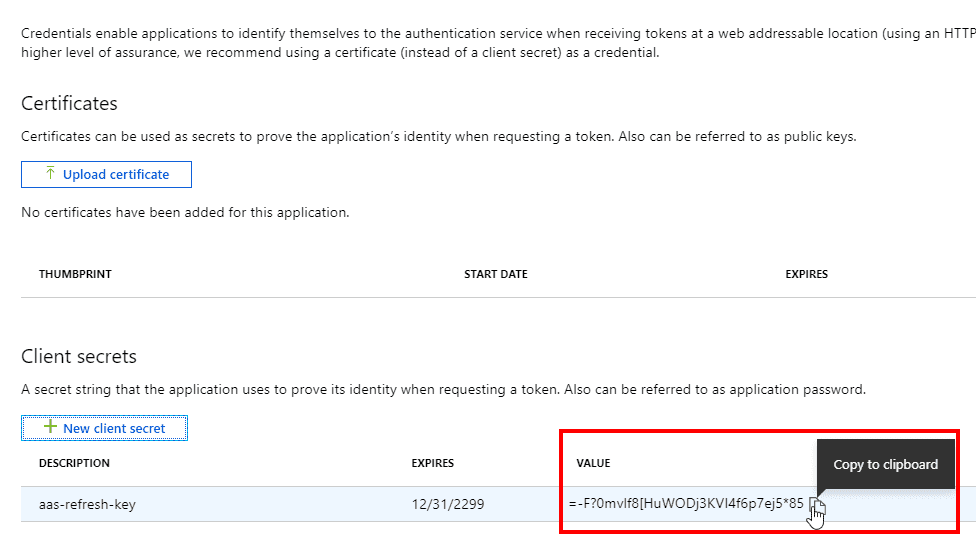 Credentials enable applications to identify themselves to the authentication service when receiving tokens at a web addressable location (using an HTTP
higher level of assurance, we recommend using a certificate (instead of a client secret) as a credential.
Certificates
Certificates can be used as secrets to prove the application's identity when requesting a token. Also can be referred to as public keys.
Upload certificate
No certificates have been added for this application.
THUMBPRINT START DATE EXPIRES
Client secrets
A secret string that the application uses to prove its identity when requesting a token. Also can be referred to as application password.
New client secret
DESCRIPTION EXPIRES VALUE Copy to clipboard
aas-refresh-key 12/31/2299 =-F?0mvlf8[HuWODj3KVI4f6p7ej5*85